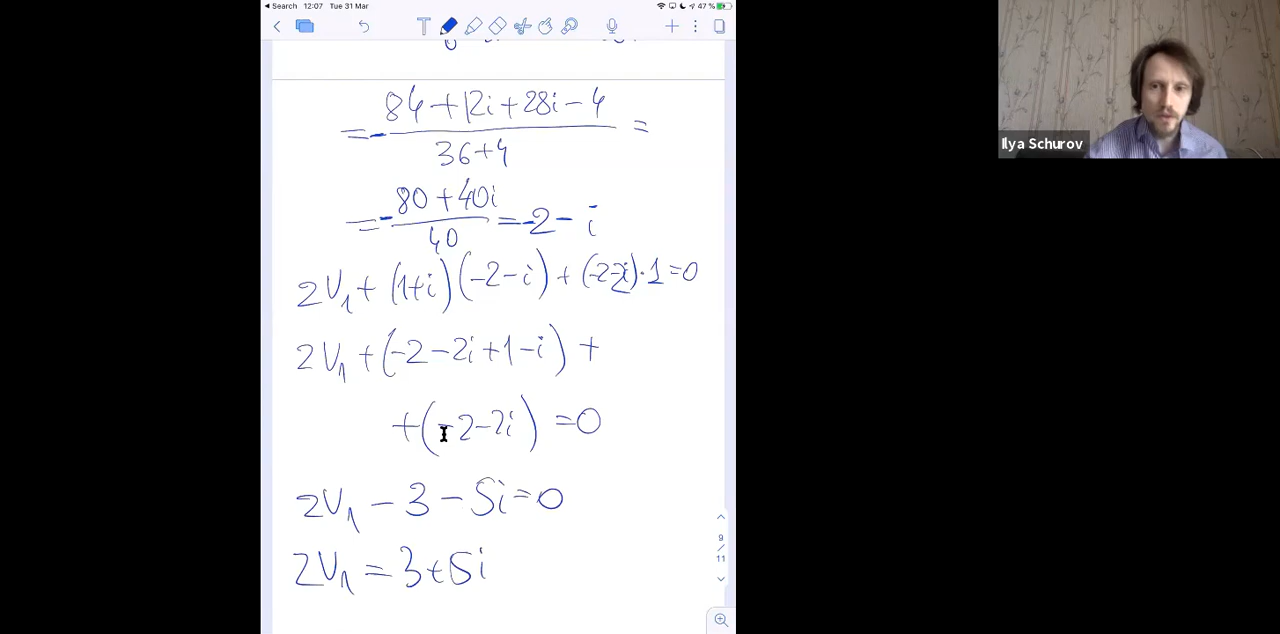 Search 12:07 Tue 31 Mar 47 %
T
= - 84 + 12i + 28i - 4 / 36 + 4 =
= - 80 + 40i / 40 = -2 - i
2V₁ + (1+i)(-2-i) + (-2-2i)·1 = 0
2V₁ + (-2-2i+1-i) +
+ (-2-2i) = 0
2V₁ - 3 - 5i = 0
2V₁ = 3 + 5i
9 / 11
Ilya Schurov